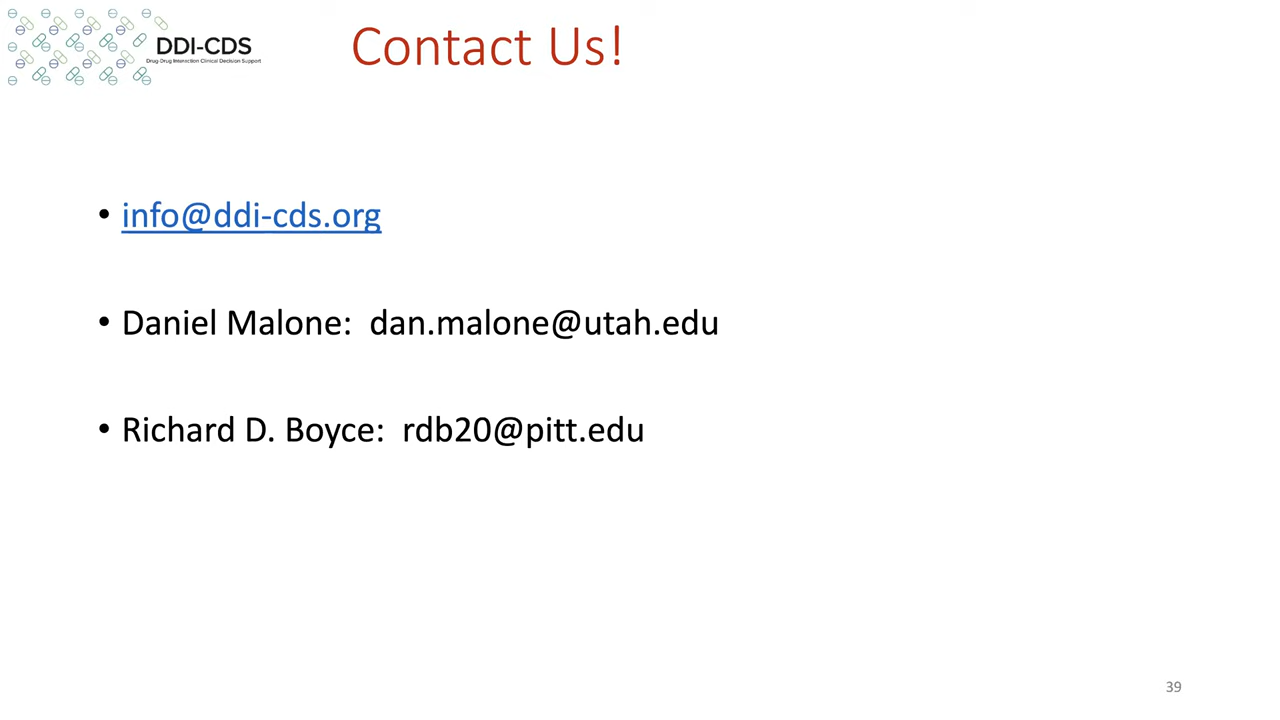 DDI-CDS
Drug-Drug Interaction Clinical Decision Support
Contact Us!
• info@ddi-cds.org
• Daniel Malone: dan.malone@utah.edu
• Richard D. Boyce: rdb20@pitt.edu
39